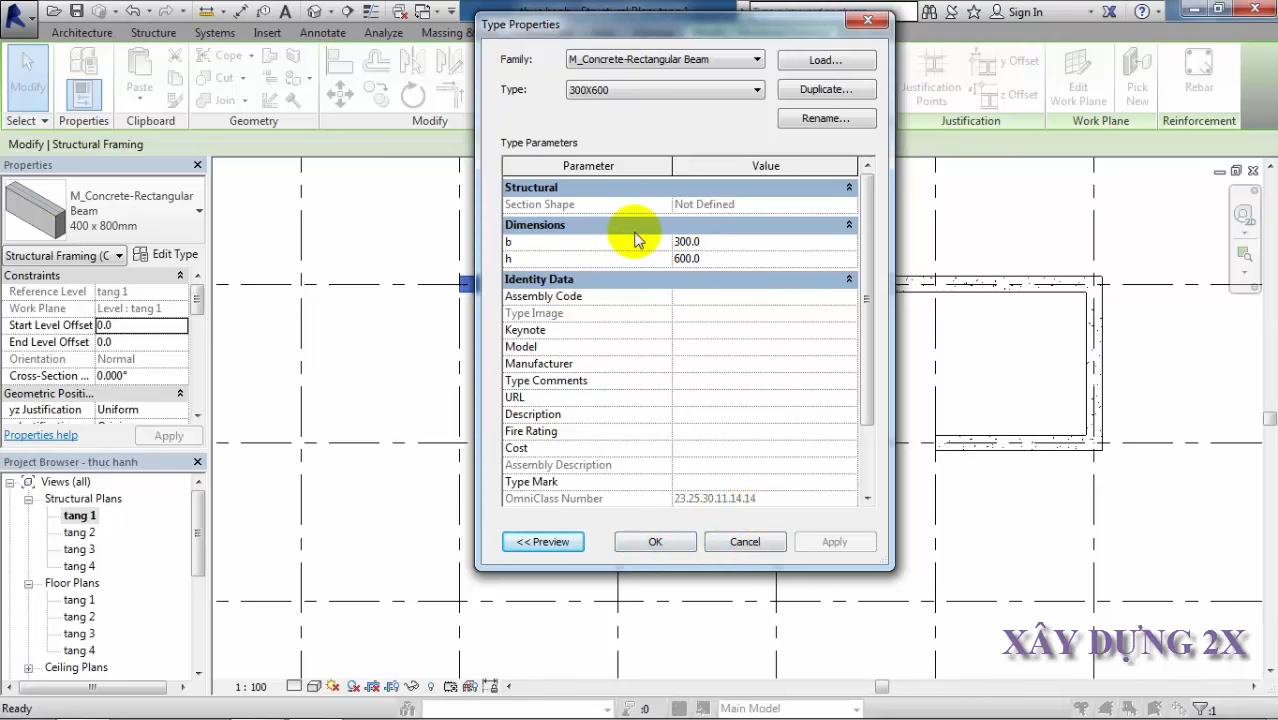 thuc hanh - Structural Plan: tang 1
Sign In
Architecture
Structure
Systems
Insert
Annotate
Analyze
Massing &
Modify
Paste
Cope
Cut
Join
Justification
Points
y Offset
z Offset
Edit
Work Plane
Pick
New
Rebar
Select
Properties
Clipboard
Geometry
Modify
Justification
Work Plane
Reinforcement
Modify | Structural Framing
Properties
M_Concrete-Rectangular
Beam
400 x 800mm
Structural Framing (C
Edit Type
Constraints
Reference Level tang 1
Work Plane Level : tang 1
Start Level Offset 0.0
End Level Offset 0.0
Orientation Normal
Cross-Section ... 0.000°
Geometric Positi...
yz Justification Uniform
Properties help
Apply
Project Browser - thuc hanh
Views (all)
Structural Plans
tang 1
tang 2
tang 3
tang 4
Floor Plans
tang 1
tang 2
tang 3
tang 4
Ceiling Plans
Type Properties
Family: M_Concrete-Rectangular Beam Load...
Type: 300X600 Duplicate...
Rename...
Type Parameters
Parameter Value
Structural
Section Shape Not Defined
Dimensions
b 300.0
h 600.0
Identity Data
Assembly Code
Type Image
Keynote
Model
Manufacturer
Type Comments
URL
Description
Fire Rating
Cost
Assembly Description
Type Mark
OmniClass Number 23.25.30.11.14.14
<< Preview OK Cancel Apply
XÂY DỰNG 2X
1 : 100
Ready
:0
Main Model
:1